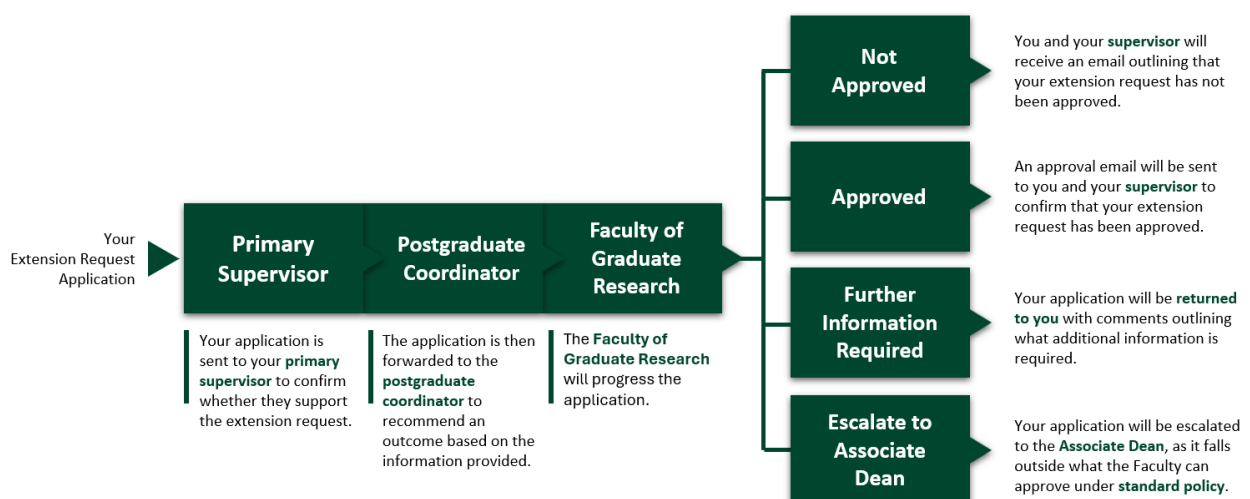 Your
Extension Request
Application
Primary
Supervisor
Your application is
sent to your primary
supervisor to confirm
whether they support
the extension request.
Postgraduate
Coordinator
The application is then
forwarded to the
postgraduate
coordinator to
recommend an
outcome based on the
information provided.
Faculty of
Graduate
Research
The Faculty of
Graduate Research
will progress the
application.
Not
Approved
You and your supervisor will
receive an email outlining that
your extension request has not
been approved.
Approved
An approval email will be sent
to you and your supervisor to
confirm that your extension
request has been approved.
Further
Information
Required
Your application will be returned
to you with comments outlining
what additional information is
required.
Escalate to
Associate
Dean
Your application will be escalated
to the Associate Dean, as it falls
outside what the Faculty can
approve under standard policy.